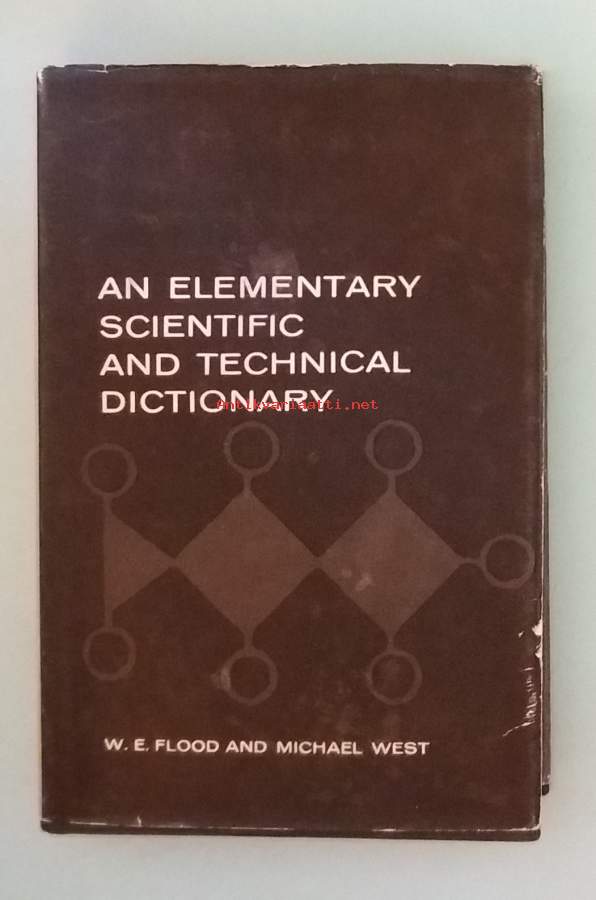 AN ELEMENTARY
SCIENTIFIC
AND TECHNICAL
DICTIONARY
Antikvariaatti.net
W. E. FLOOD AND MICHAEL WEST